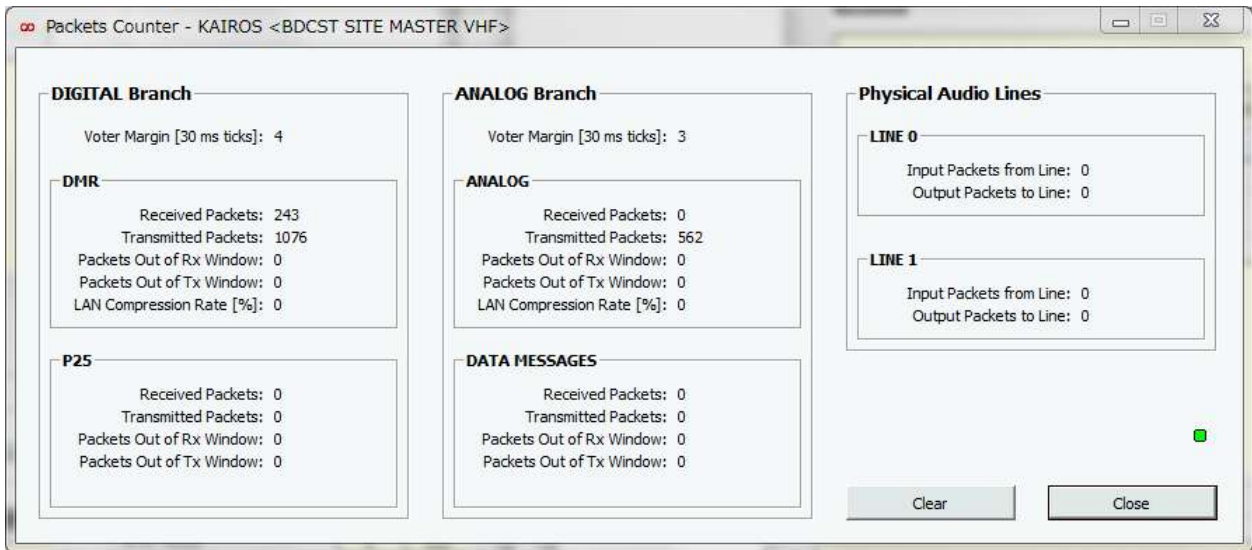 Packets Counter - KAIROS <BDCST SITE MASTER VHF>
DIGITAL Branch
Voter Margin [30 ms ticks]: 4
DMR
Received Packets: 243
Transmitted Packets: 1076
Packets Out of Rx Window: 0
Packets Out of Tx Window: 0
LAN Compression Rate [%]: 0
P25
Received Packets: 0
Transmitted Packets: 0
Packets Out of Rx Window: 0
Packets Out of Tx Window: 0
ANALOG Branch
Voter Margin [30 ms ticks]: 3
ANALOG
Received Packets: 0
Transmitted Packets: 562
Packets Out of Rx Window: 0
Packets Out of Tx Window: 0
LAN Compression Rate [%]: 0
DATA MESSAGES
Received Packets: 0
Transmitted Packets: 0
Packets Out of Rx Window: 0
Packets Out of Tx Window: 0
Physical Audio Lines
LINE 0
Input Packets from Line: 0
Output Packets to Line: 0
LINE 1
Input Packets from Line: 0
Output Packets to Line: 0
Clear
Close